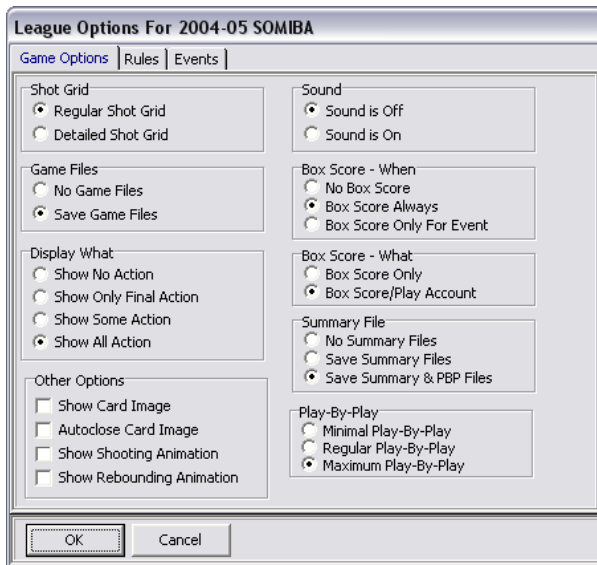 League Options For 2004-05 SOMIBA
Game Options
Rules
Events
Shot Grid
Regular Shot Grid
Detailed Shot Grid
Game Files
No Game Files
Save Game Files
Display What
Show No Action
Show Only Final Action
Show Some Action
Show All Action
Other Options
Show Card Image
Autoclose Card Image
Show Shooting Animation
Show Rebounding Animation
Sound
Sound is Off
Sound is On
Box Score - When
No Box Score
Box Score Always
Box Score Only For Event
Box Score - What
Box Score Only
Box Score/Play Account
Summary File
No Summary Files
Save Summary Files
Save Summary & PBP Files
Play-By-Play
Minimal Play-By-Play
Regular Play-By-Play
Maximum Play-By-Play
OK
Cancel